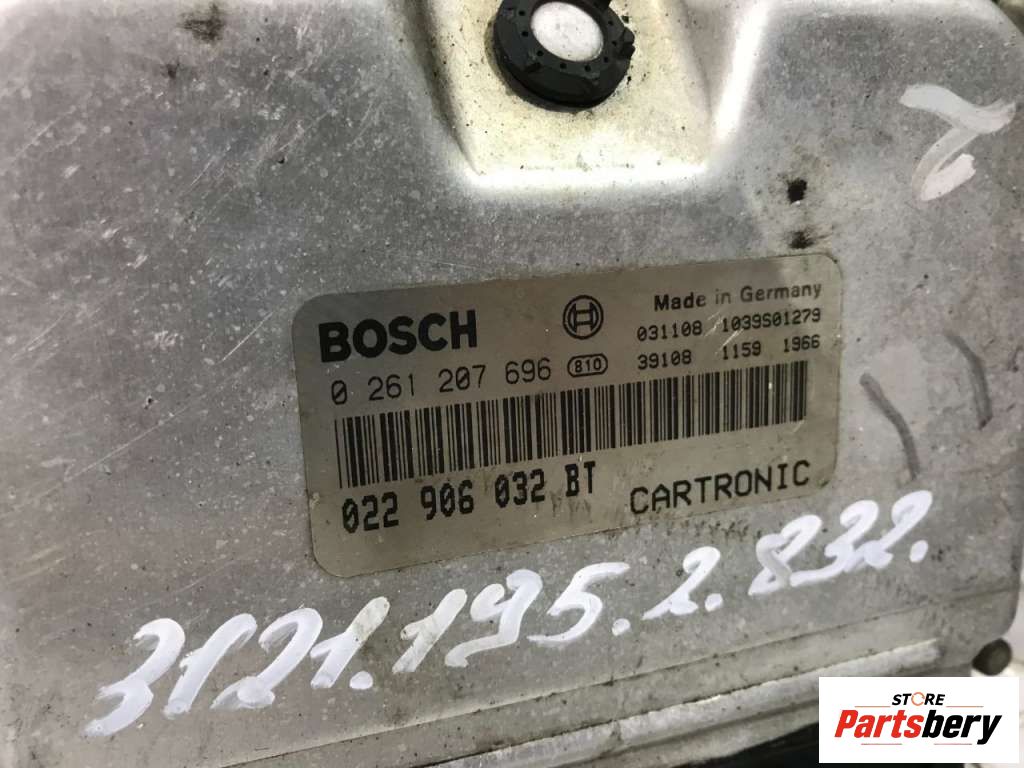 2
BOSCH
Made in Germany
031108 1039S01279
0 261 207 696 810 39108 1159 1966
022 906 032 BT CARTRONIC
3121.195.2.832.
STORE
Partsbery